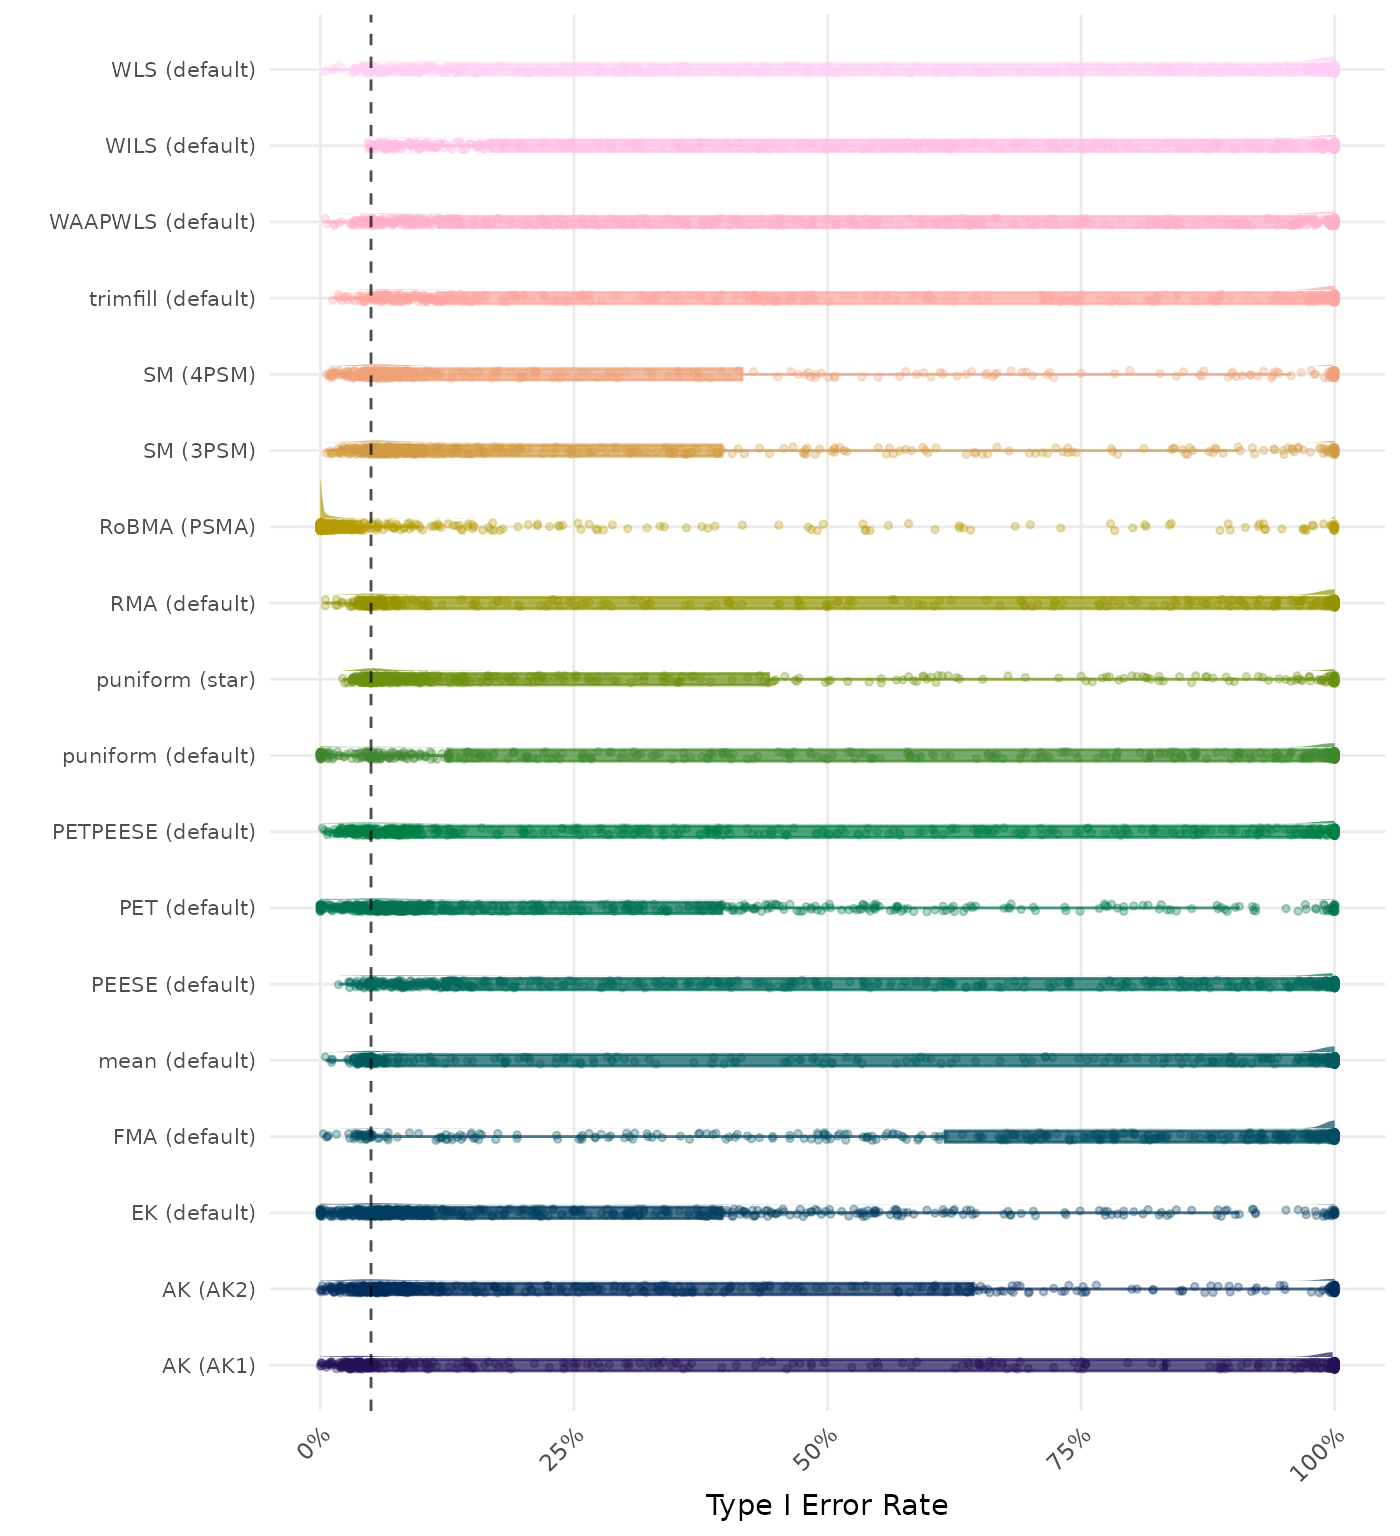 WLS (default)
WILS (default)
WAAPWLS (default)
trimfill (default)
SM (4PSM)
SM (3PSM)
RoBMA (PSMA)
RMA (default)
puniform (star)
puniform (default)
PETPEESE (default)
PET (default)
PEESE (default)
mean (default)
FMA (default)
EK (default)
AK (AK2)
AK (AK1)
0%
25%
50%
75%
100%
Type I Error Rate